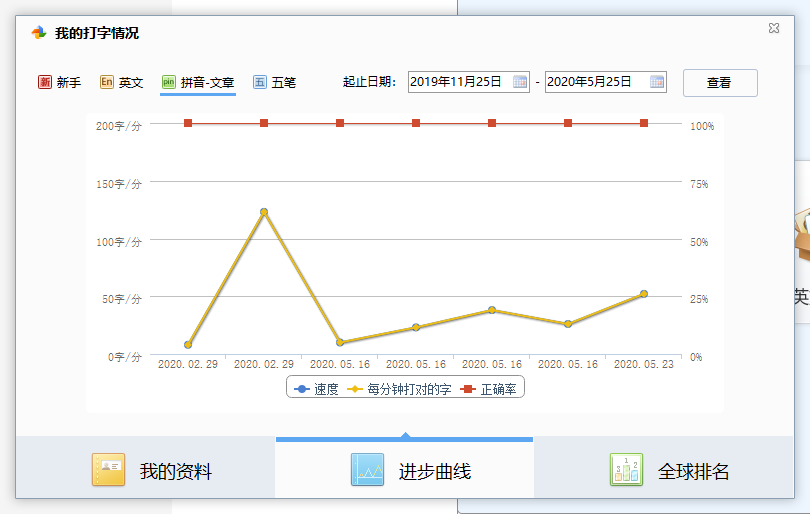 我的打字情况
新 新手 En 英文 pin 拼音-文章 五 五笔 起止日期： 2019年11月25日 - 2020年5月25日 查看
200字/分 100%
150字/分 75%
100字/分 50%
50字/分 25%
0字/分 0%
2020.02.29 2020.02.29 2020.05.16 2020.05.16 2020.05.16 2020.05.16 2020.05.23
速度 每分钟打对的字 正确率
我的资料 进步曲线 全球排名
1
2
3
英